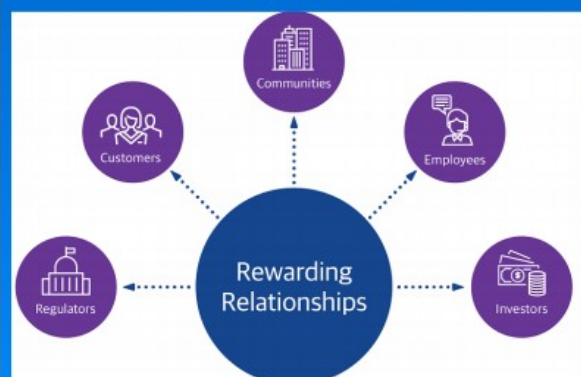 Communities
Customers
Employees
Rewarding
Relationships
Regulators
Investors